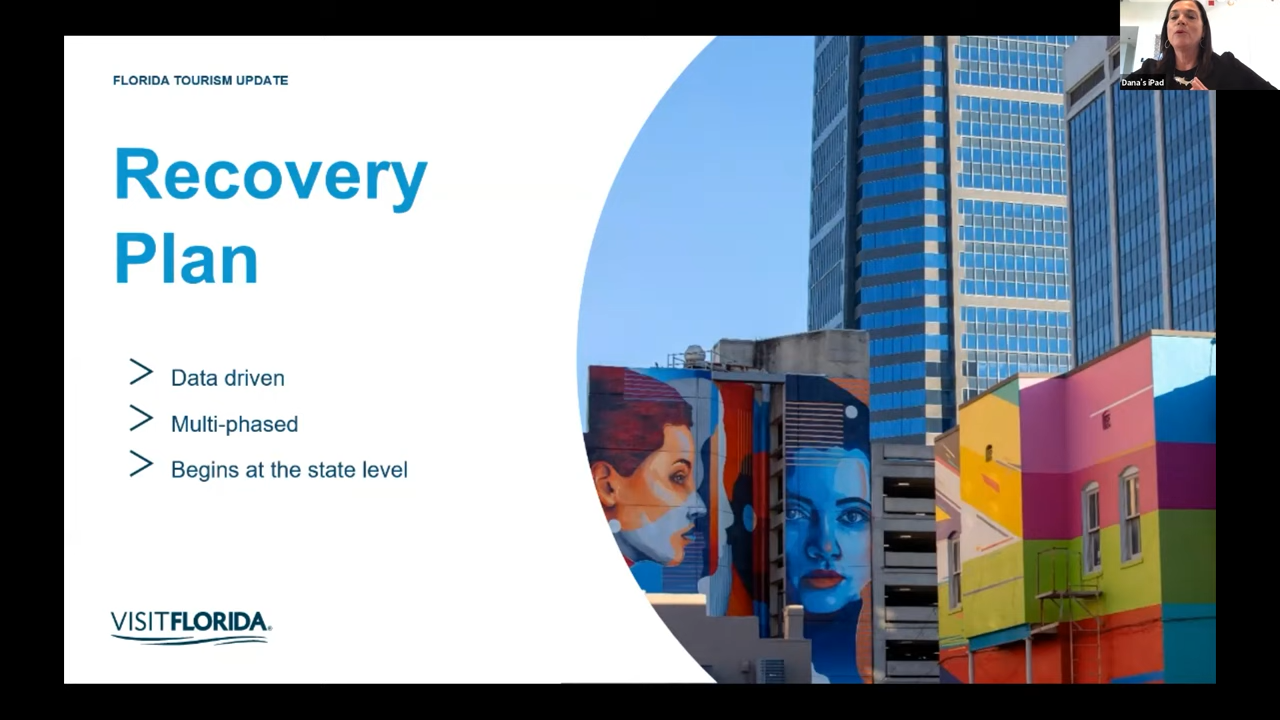 FLORIDA TOURISM UPDATE
Recovery
Plan
Data driven
Multi-phased
Begins at the state level
VISITFLORIDA®
Dana's iPad